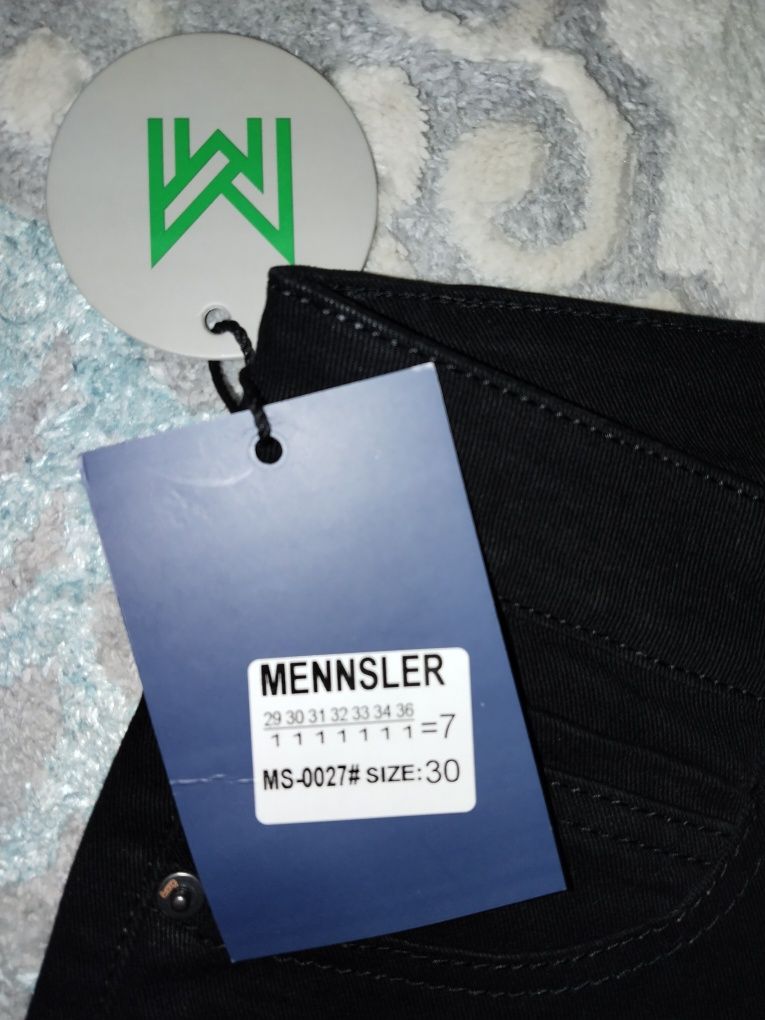 MENNSLER
29 30 31 32 33 34 36
1 1 1 1 1 1 1 =7
MS-0027# SIZE:30